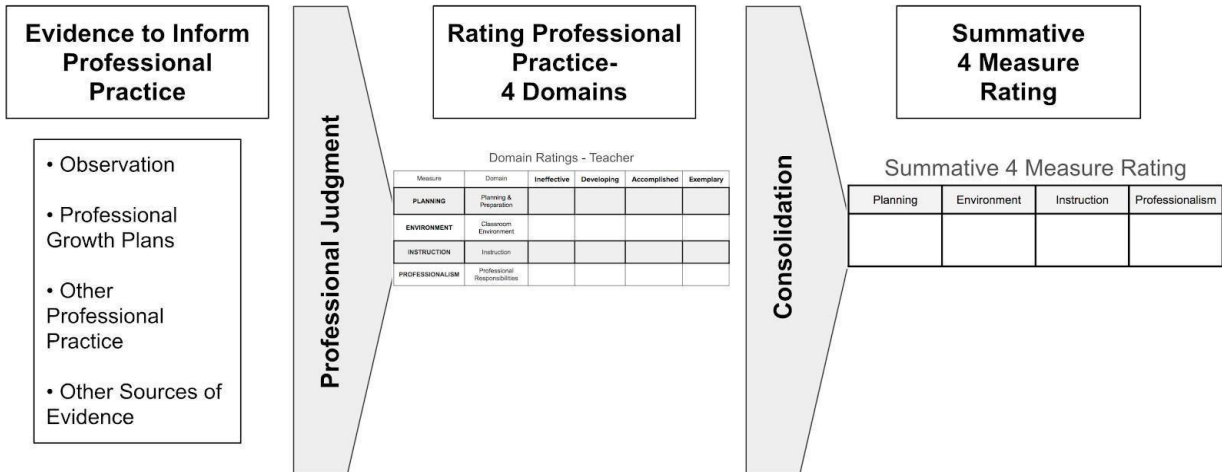 Evidence to Inform
Professional
Practice
• Observation
• Professional
Growth Plans
• Other
Professional
Practice
• Other Sources of
Evidence
Professional Judgment
Rating Professional
Practice-
4 Domains
Domain Ratings - Teacher
Measure Domain Ineffective Developing Accomplished Exemplary
PLANNING Planning &
Preparation
ENVIRONMENT Classroom
Environment
INSTRUCTION Instruction
PROFESSIONALISM Professional
Responsibilities
Consolidation
Summative
4 Measure
Rating
Summative 4 Measure Rating
Planning Environment Instruction Professionalism